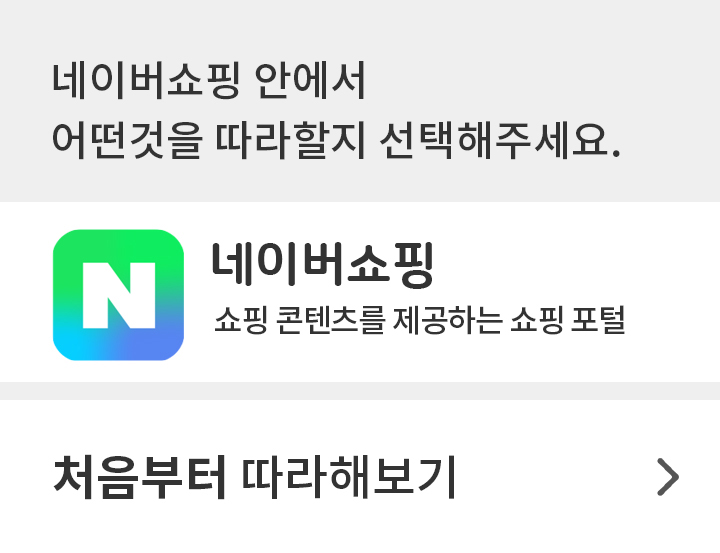 네이버쇼핑 안에서
어떤것을 따라할지 선택해주세요.
N
네이버쇼핑
쇼핑 콘텐츠를 제공하는 쇼핑 포털
처음부터 따라해보기